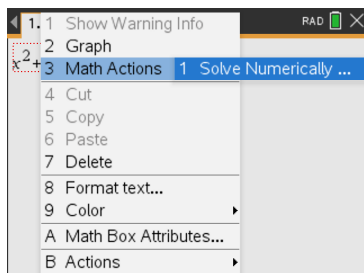 1.
RAD
x²+
1 Show Warning Info
2 Graph
3 Math Actions
1 Solve Numerically ...
4 Cut
5 Copy
6 Paste
7 Delete
8 Format text...
9 Color
A Math Box Attributes...
B Actions